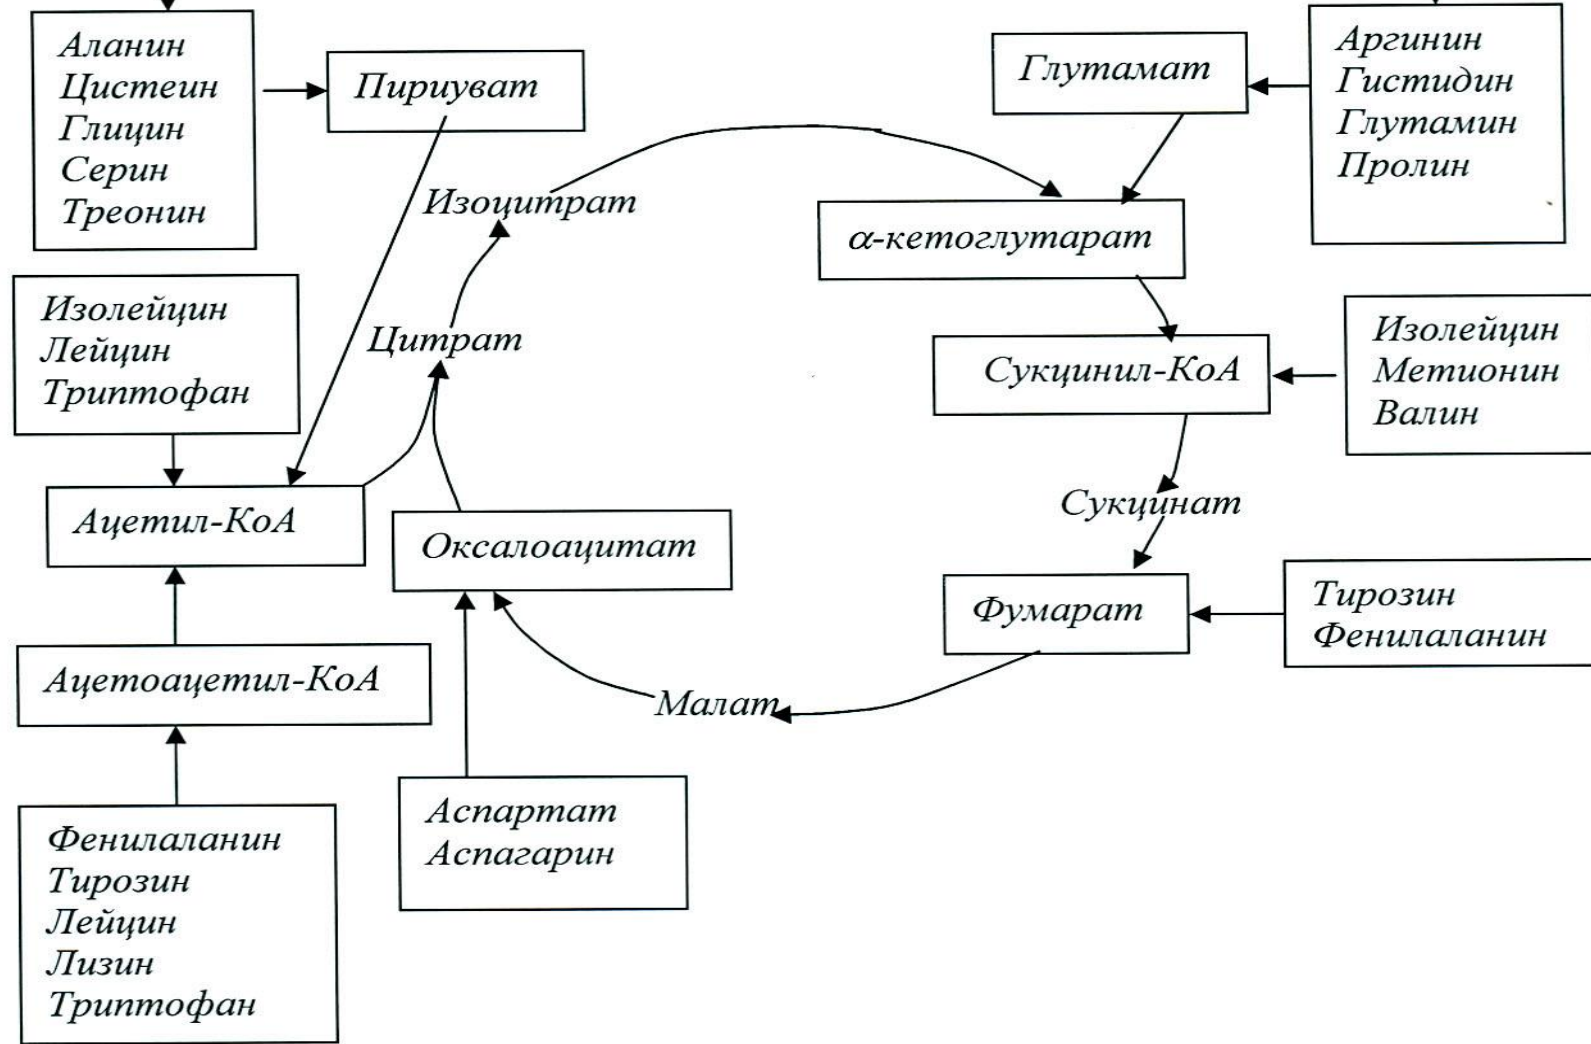 Аланин
Цистеин
Глицин
Серин
Треонин
Пириуват
Глутамат
Аргинин
Гистидин
Глутамин
Пролин
Изоцитрат
α-кетоглутарат
Изолейцин
Лейцин
Триптофан
Цитрат
Сукцинил-КоА
Изолейцин
Метионин
Валин
Ацетил-КоА
Оксалоацитат
Сукцинат
Фумарат
Тирозин
Фенилаланин
Ацетоацетил-КоА
Малат
Фенилаланин
Тирозин
Лейцин
Лизин
Триптофан
Аспартат
Аспагарин